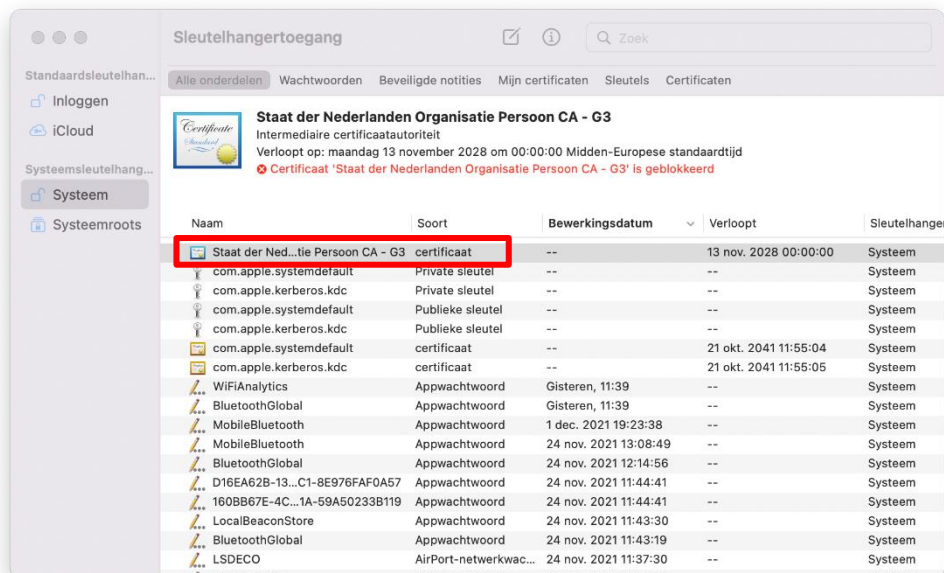 Sleutelhangertoegang
Zoek
Standaardsleutelhan...
Inloggen
iCloud
Systeemsleutelhang...
Systeem
Systeemroots
Alle onderdelen Wachtwoorden Beveiligde notities Mijn certificaten Sleutels Certificaten
Certificate
Standard
Staat der Nederlanden Organisatie Persoon CA - G3
Intermediaire certificaatautoriteit
Verloopt op: maandag 13 november 2028 om 00:00:00 Midden-Europese standaardtijd
Certificaat 'Staat der Nederlanden Organisatie Persoon CA - G3' is geblokkeerd
Naam Soort Bewerkingsdatum Verloopt Sleutelhanger
Staat der Ned...tie Persoon CA - G3 certificaat -- 13 nov. 2028 00:00:00 Systeem
com.apple.systemdefault Private sleutel -- -- Systeem
com.apple.kerberos.kdc Private sleutel -- -- Systeem
com.apple.systemdefault Publieke sleutel -- -- Systeem
com.apple.kerberos.kdc Publieke sleutel -- -- Systeem
com.apple.systemdefault certificaat -- 21 okt. 2041 11:55:04 Systeem
com.apple.kerberos.kdc certificaat -- 21 okt. 2041 11:55:05 Systeem
WiFiAnalytics Appwachtwoord Gisteren, 11:39 -- Systeem
BluetoothGlobal Appwachtwoord Gisteren, 11:39 -- Systeem
MobileBluetooth Appwachtwoord 1 dec. 2021 19:23:38 -- Systeem
MobileBluetooth Appwachtwoord 24 nov. 2021 13:08:49 -- Systeem
BluetoothGlobal Appwachtwoord 24 nov. 2021 12:14:56 -- Systeem
D16EA62B-13...C1-8E976FAF0A57 Appwachtwoord 24 nov. 2021 11:44:41 -- Systeem
160BB67E-4C...1A-59A50233B119 Appwachtwoord 24 nov. 2021 11:44:41 -- Systeem
LocalBeaconStore Appwachtwoord 24 nov. 2021 11:43:30 -- Systeem
BluetoothGlobal Appwachtwoord 24 nov. 2021 11:43:19 -- Systeem
LSDECO AirPort-netwerkwac... 24 nov. 2021 11:37:30 -- Systeem